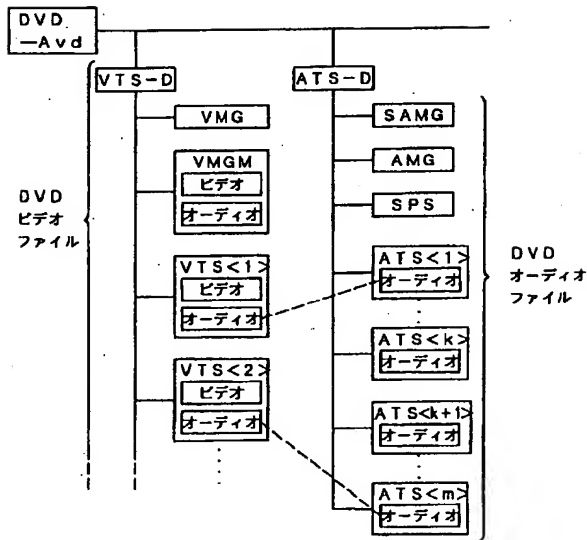 DVD
-Avd
VTS-D
VMG
VMGM
ビデオ
オーディオ
VTS<1>
ビデオ
オーディオ
VTS<2>
ビデオ
オーディオ
DVD
ビデオ
ファイル
ATS-D
SAMG
AMG
SPS
ATS<1>
オーディオ
ATS<k>
オーディオ
ATS<k+1>
オーディオ
ATS<m>
オーディオ
DVD
オーディオ
ファイル